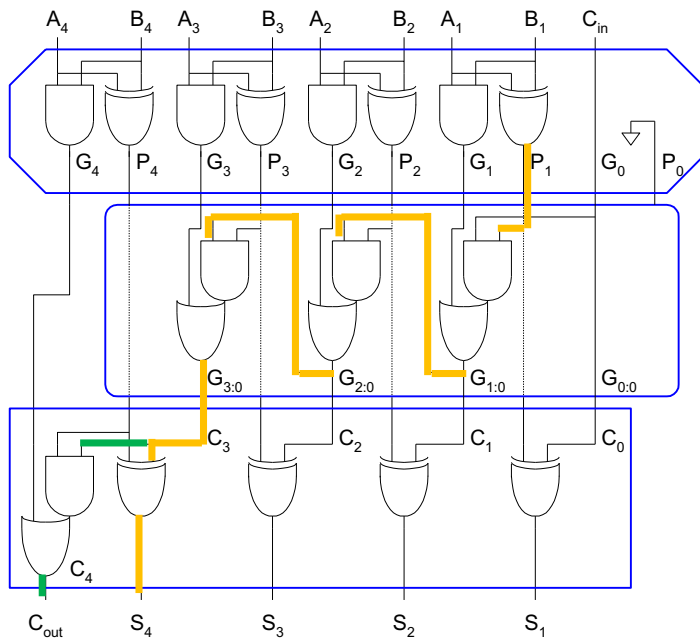 A4 B4 A3 B3 A2 B2 A1 B1 Cin
G4 P4 G3 P3 G2 P2 G1 P1 G0 P0
G3:0 G2:0 G1:0 G0:0
C3 C2 C1 C0
C4
Cout S4 S3 S2 S1